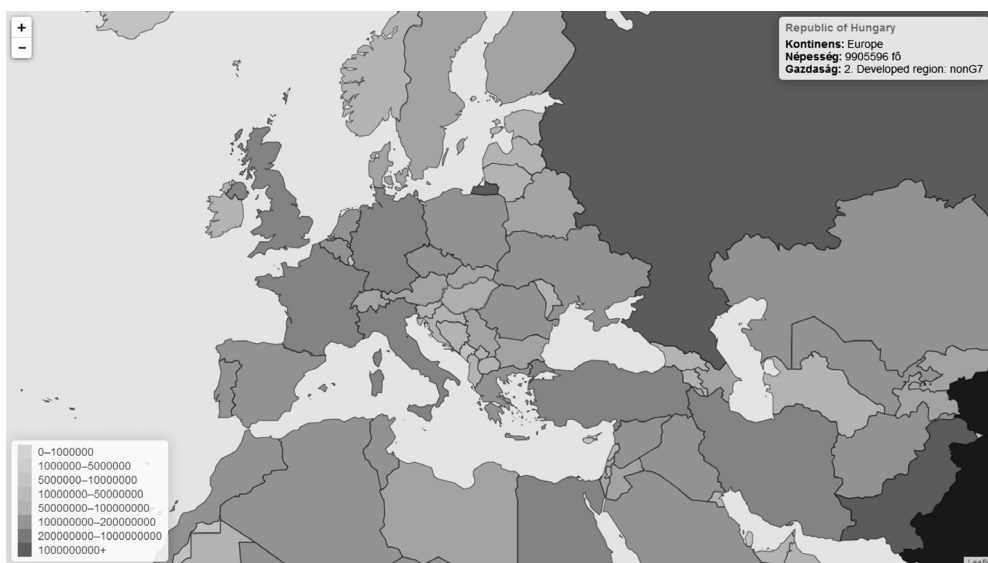 +
−
Republic of Hungary
Kontinens: Europe
Népesség: 9905596 fõ
Gazdaság: 2. Developed region: nonG7
0–1000000
1000000–5000000
5000000–10000000
10000000–50000000
50000000–100000000
100000000–200000000
200000000–1000000000
1000000000+